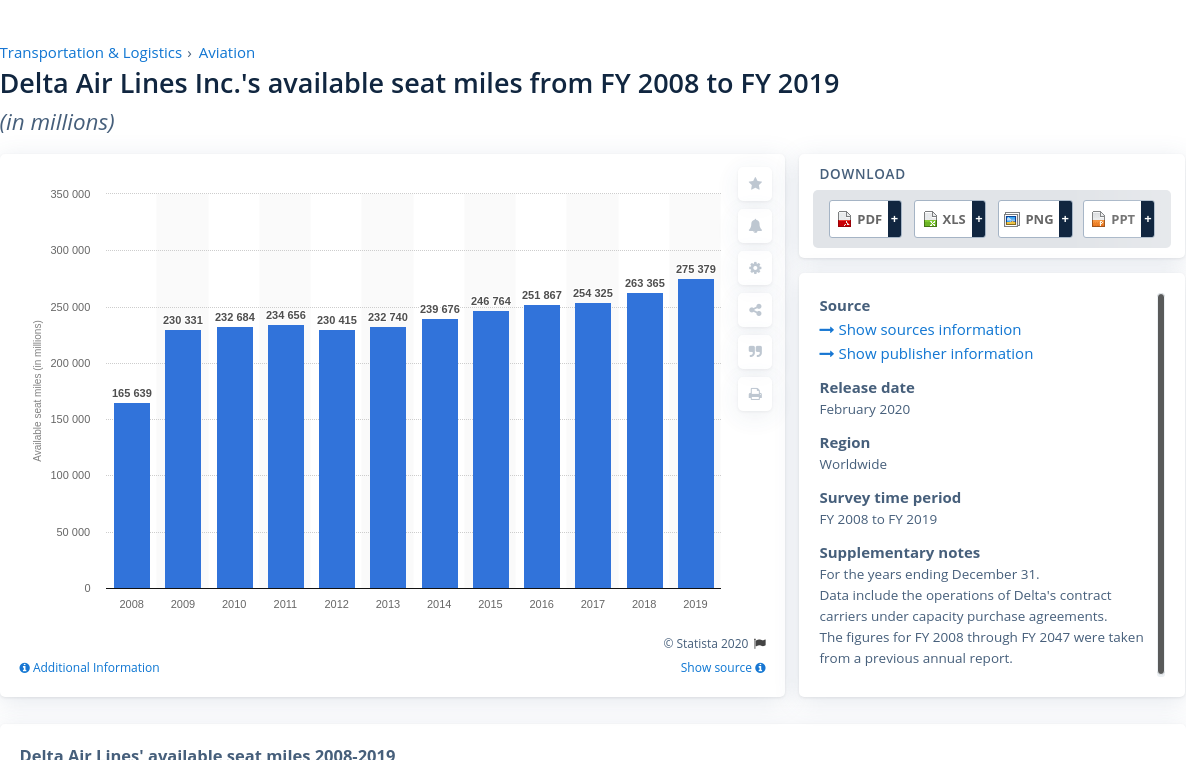 Transportation & Logistics › Aviation
Delta Air Lines Inc.'s available seat miles from FY 2008 to FY 2019
(in millions)
Available seat miles (in millions)
350 000
300 000
250 000
200 000
150 000
100 000
50 000
0
165 639
230 331
232 684
234 656
230 415
232 740
239 676
246 764
251 867
254 325
263 365
275 379
2008 2009 2010 2011 2012 2013 2014 2015 2016 2017 2018 2019
© Statista 2020
Additional Information
Show source
DOWNLOAD
PDF + XLS + PNG + PPT +
Source
Show sources information
Show publisher information
Release date
February 2020
Region
Worldwide
Survey time period
FY 2008 to FY 2019
Supplementary notes
For the years ending December 31.
Data include the operations of Delta's contract
carriers under capacity purchase agreements.
The figures for FY 2008 through FY 2047 were taken
from a previous annual report.
Delta Air Lines' available seat miles 2008-2019